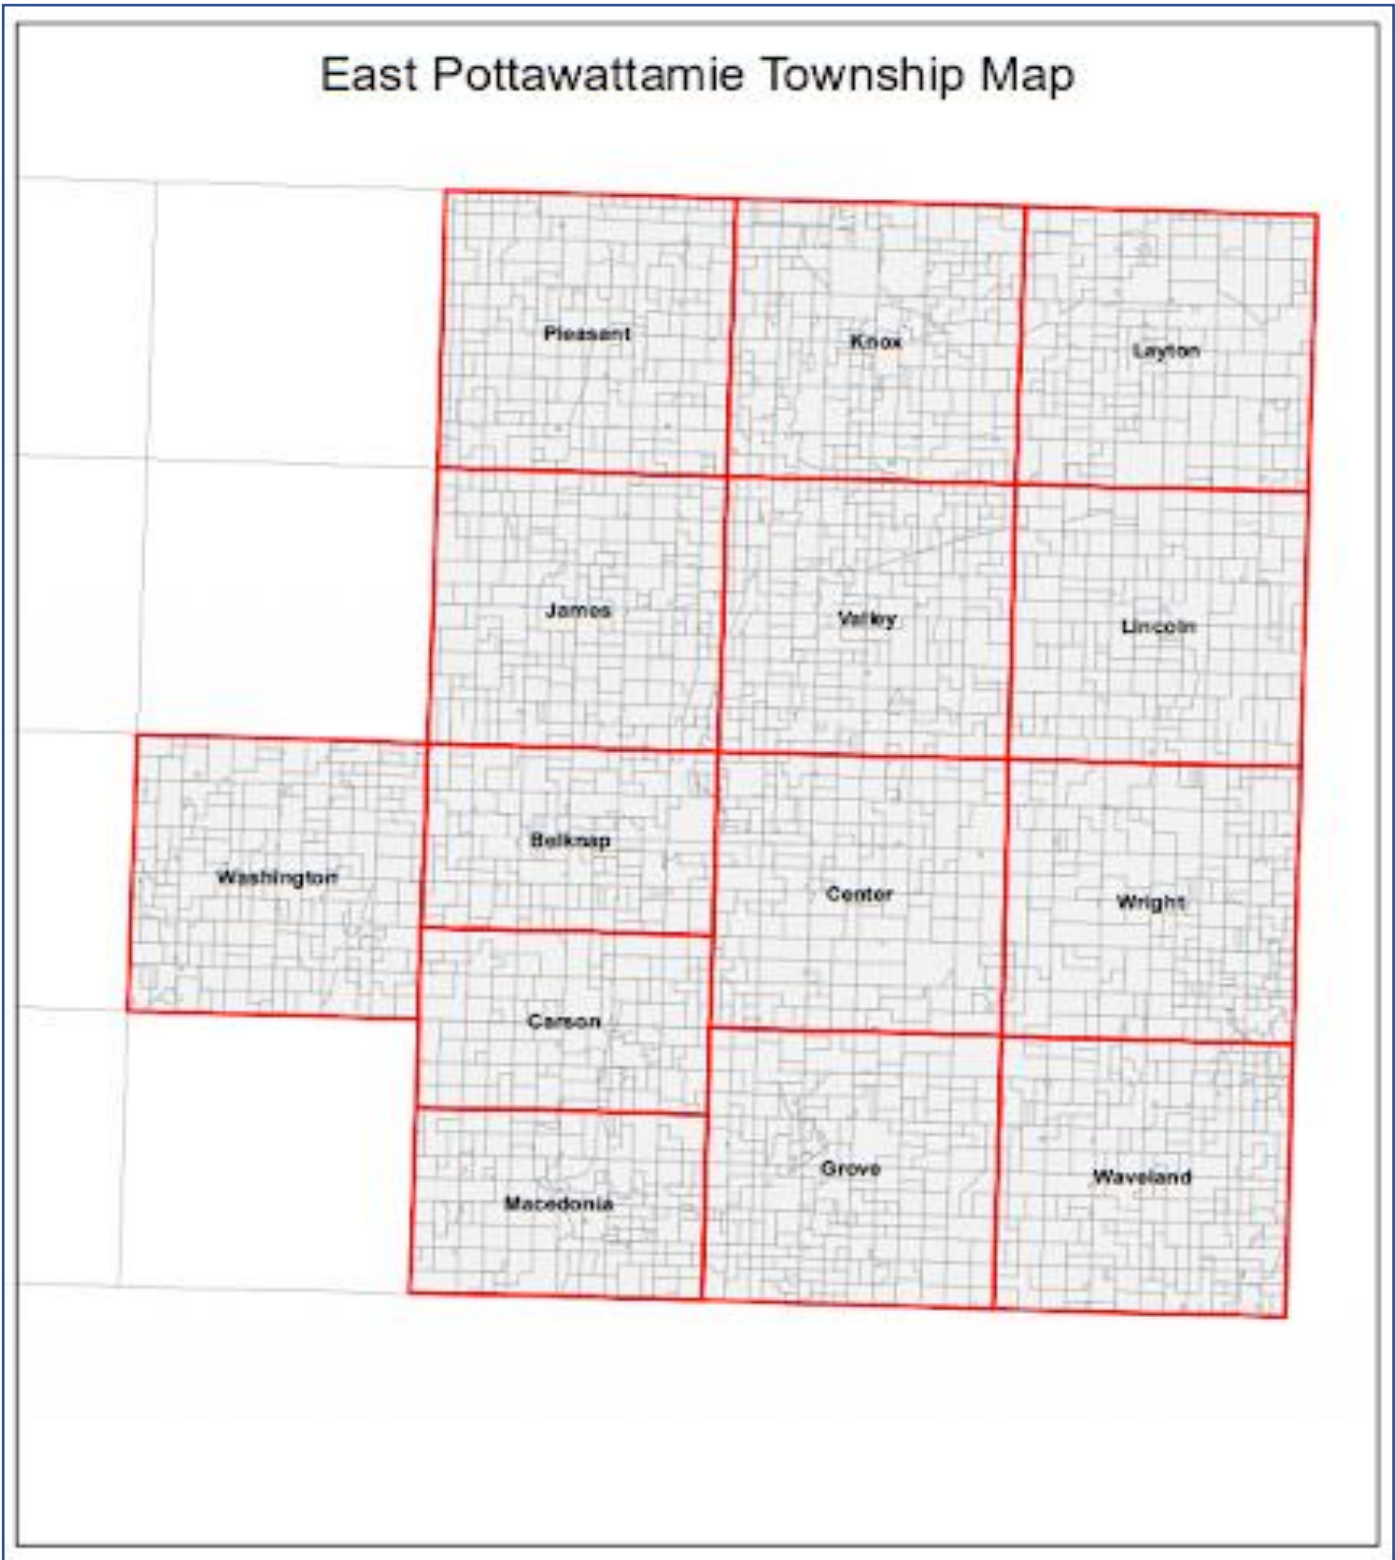 East Pottawattamie Township Map
Pleasant
Knox
Layton
James
Valley
Lincoln
Washington
Belknap
Center
Wright
Carson
Grove
Waveland
Macedonia